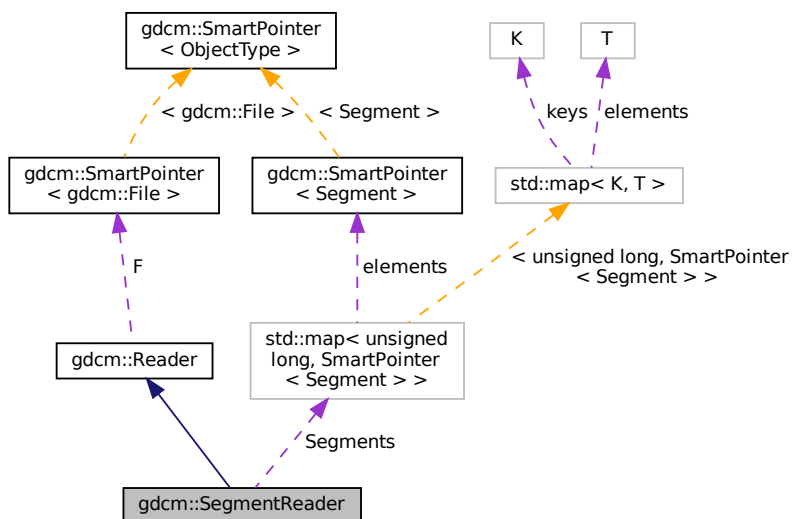 gdcm::SmartPointer
< ObjectType >
K
T
< gdcm::File >
< Segment >
keys
elements
gdcm::SmartPointer
< gdcm::File >
gdcm::SmartPointer
< Segment >
std::map< K, T >
F
elements
< unsigned long, SmartPointer
< Segment > >
gdcm::Reader
std::map< unsigned
long, SmartPointer
< Segment > >
Segments
gdcm::SegmentReader